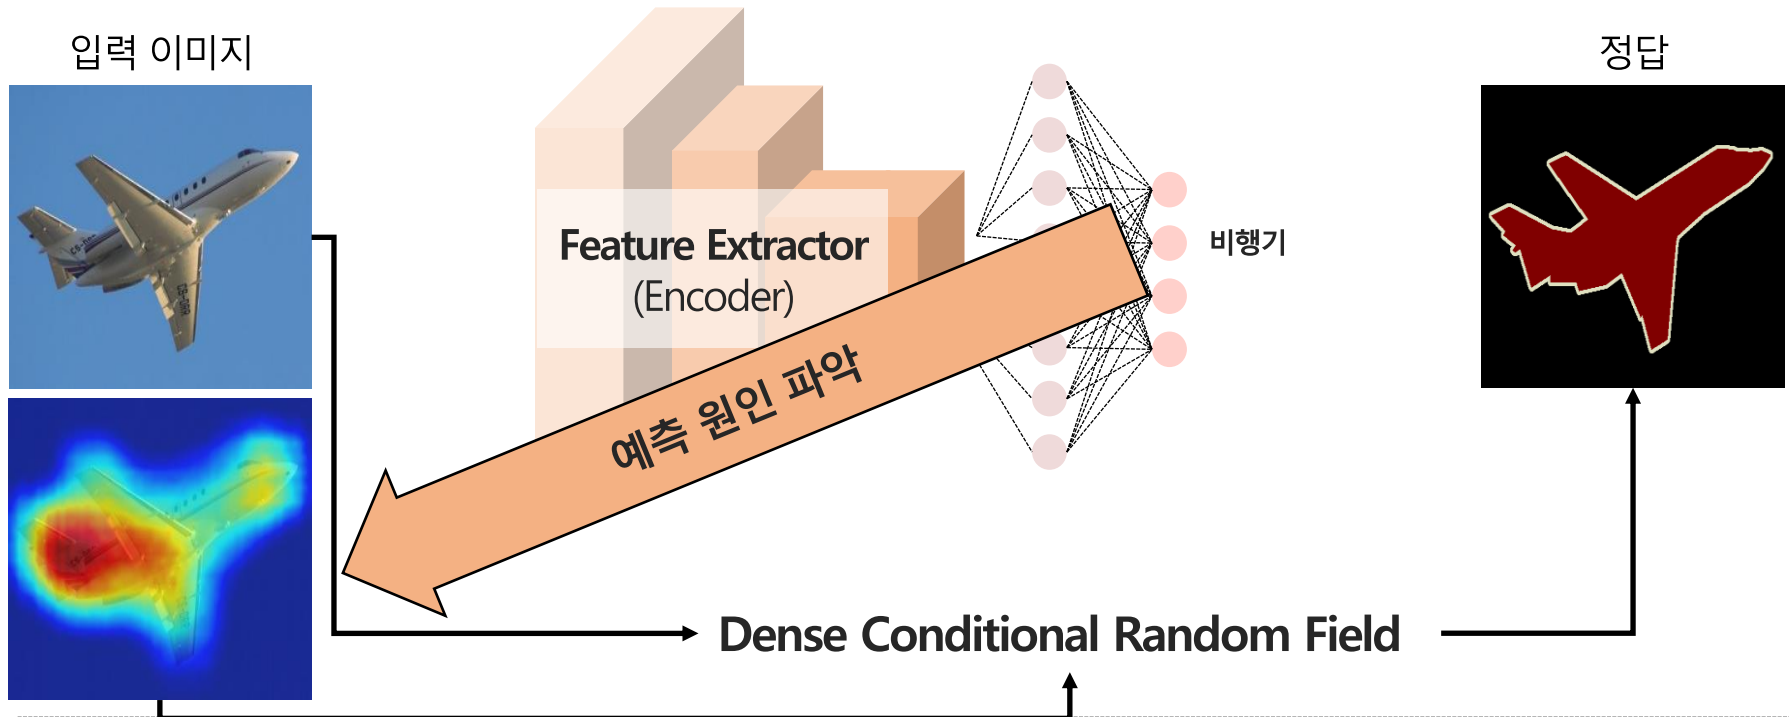 입력 이미지
정답
Feature Extractor
(Encoder)
비행기
예측 원인 파악
Dense Conditional Random Field